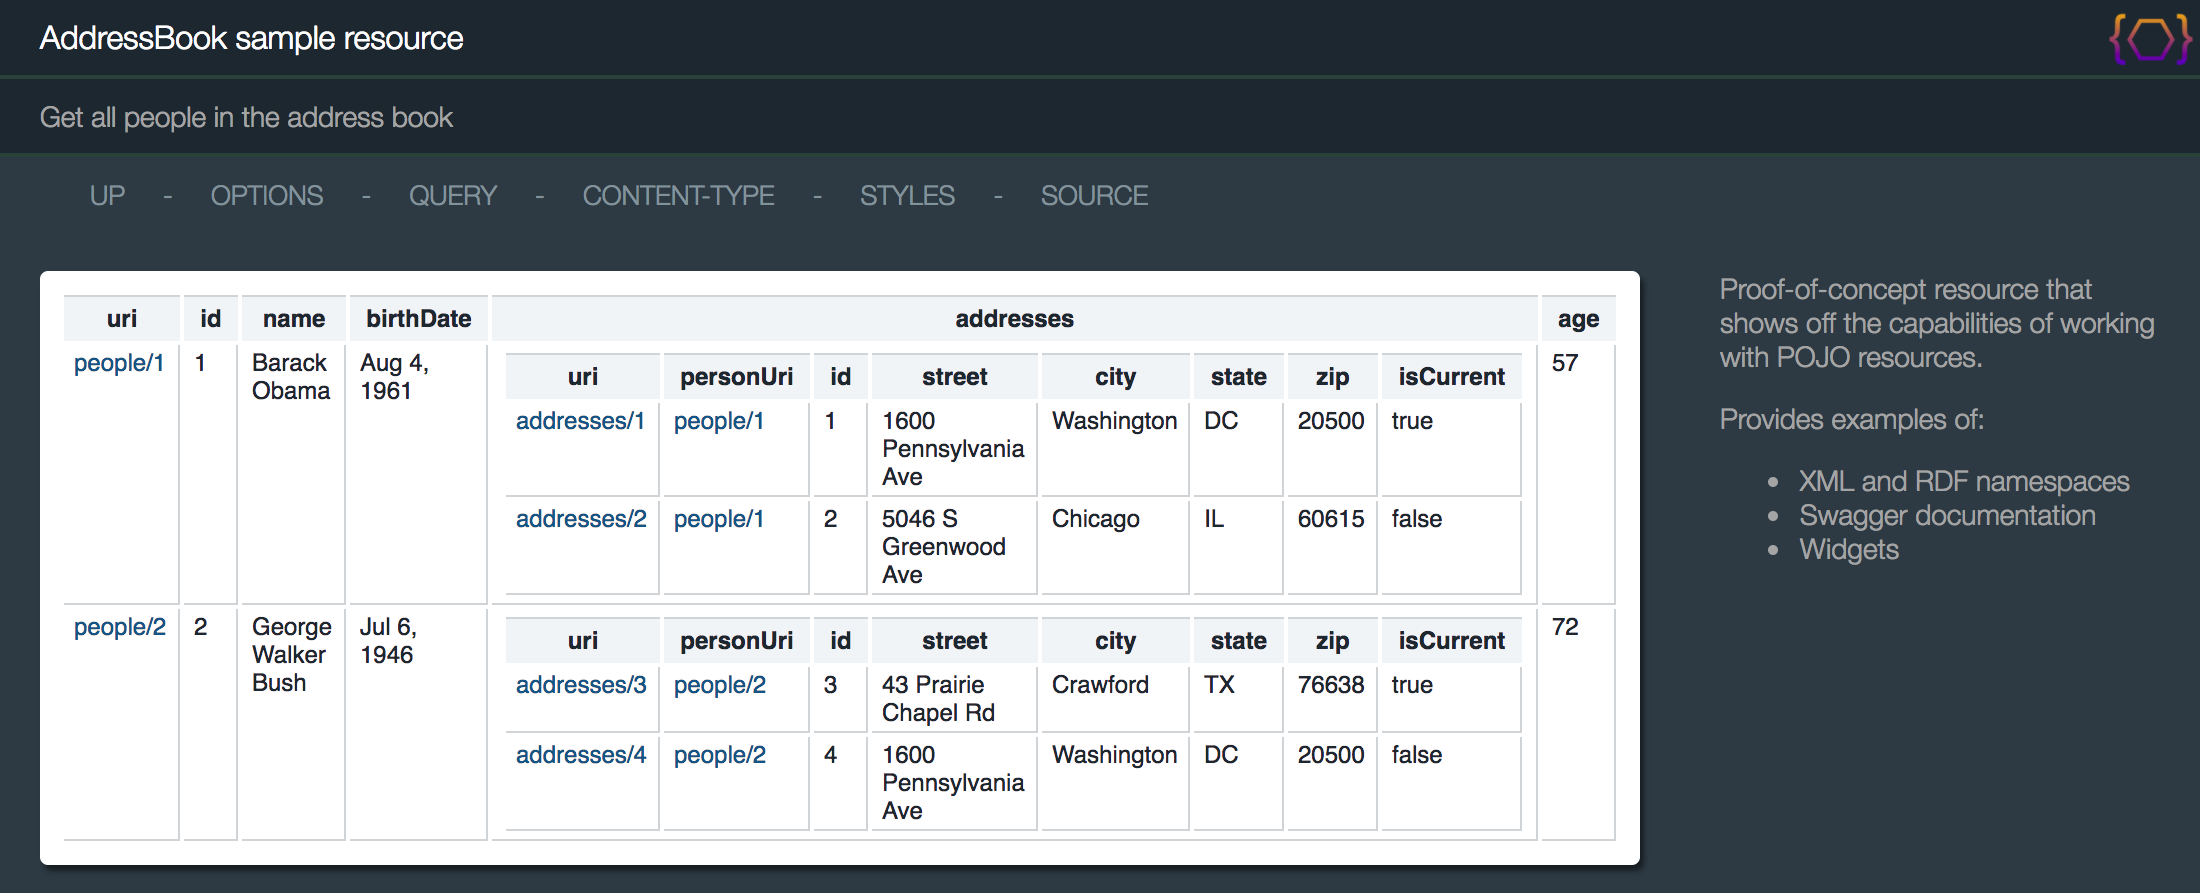 AddressBook sample resource
Get all people in the address book
UP - OPTIONS - QUERY - CONTENT-TYPE - STYLES - SOURCE
uri id name birthDate addresses age
people/1 1 Barack Obama Aug 4, 1961 57
uri personUri id street city state zip isCurrent
addresses/1 people/1 1 1600 Pennsylvania Ave Washington DC 20500 true
addresses/2 people/1 2 5046 S Greenwood Ave Chicago IL 60615 false
people/2 2 George Walker Bush Jul 6, 1946 72
uri personUri id street city state zip isCurrent
addresses/3 people/2 3 43 Prairie Chapel Rd Crawford TX 76638 true
addresses/4 people/2 4 1600 Pennsylvania Ave Washington DC 20500 false
Proof-of-concept resource that
shows off the capabilities of working
with POJO resources.
Provides examples of:
• XML and RDF namespaces
• Swagger documentation
• Widgets